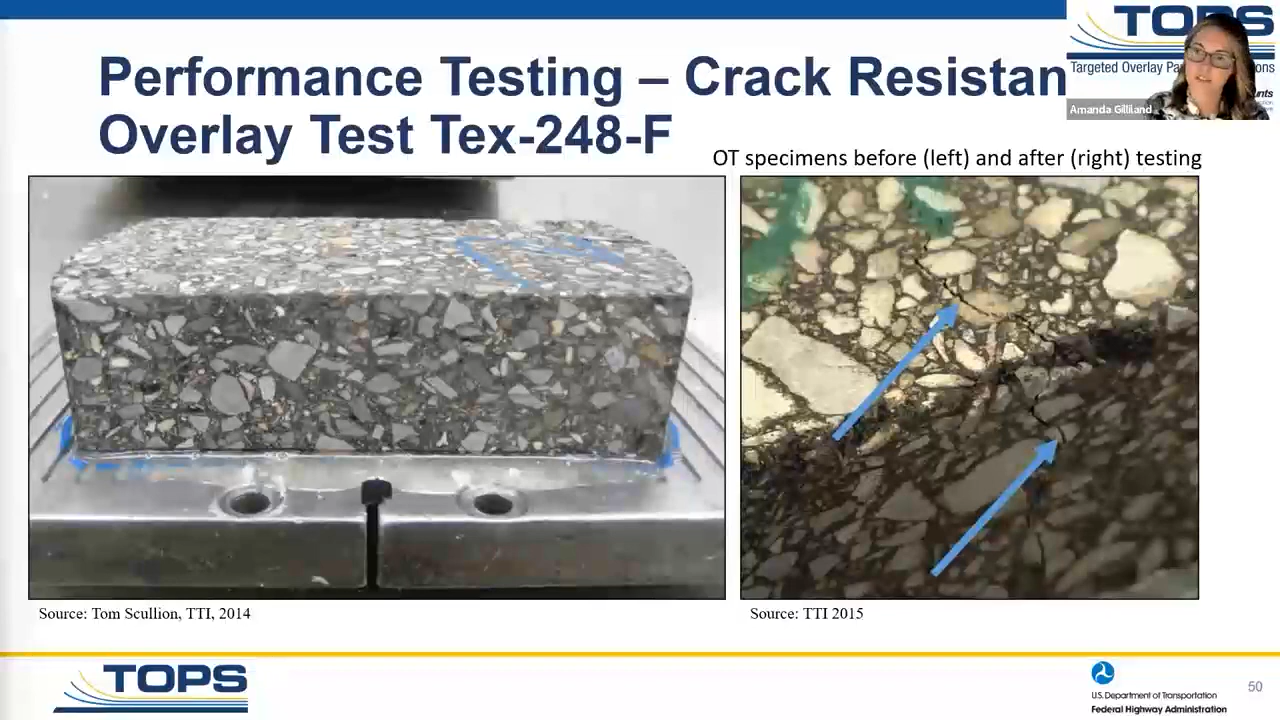 TOPS
Targeted Overlay Pa
ons
unts
Amanda Gilliland
Performance Testing – Crack Resistan
Overlay Test Tex-248-F
OT specimens before (left) and after (right) testing
Source: Tom Scullion, TTI, 2014
Source: TTI 2015
TOPS
U.S. Department of Transportation
Federal Highway Administration
50